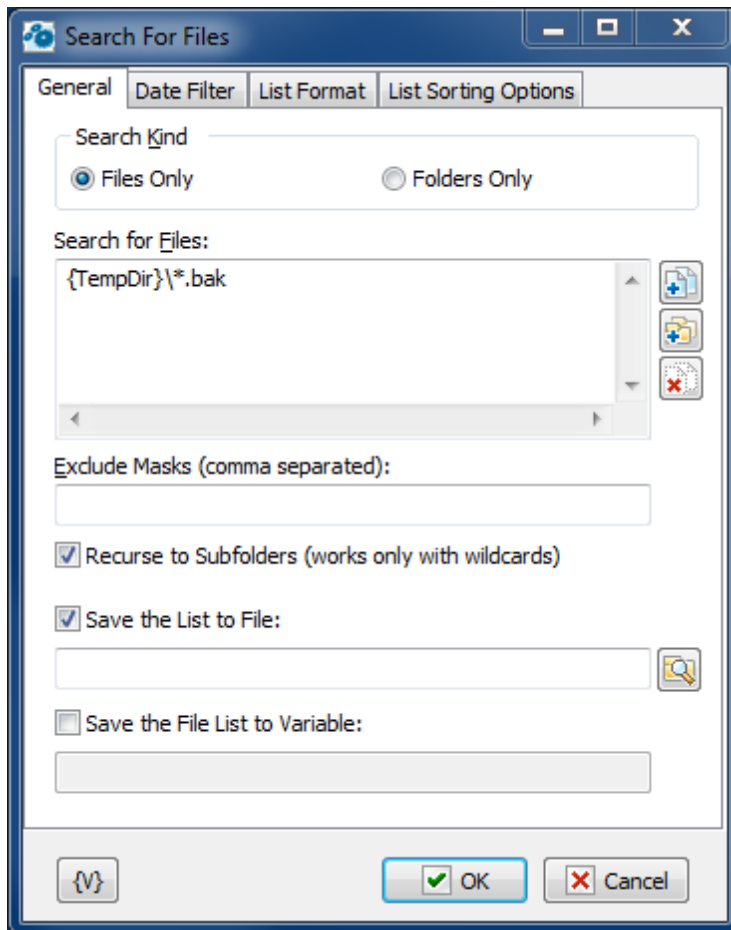 Search For Files
General Date Filter List Format List Sorting Options
Search Kind
Files Only Folders Only
Search for Files:
{TempDir}\*.bak
Exclude Masks (comma separated):
Recurse to Subfolders (works only with wildcards)
Save the List to File:
Save the File List to Variable:
{V} OK Cancel